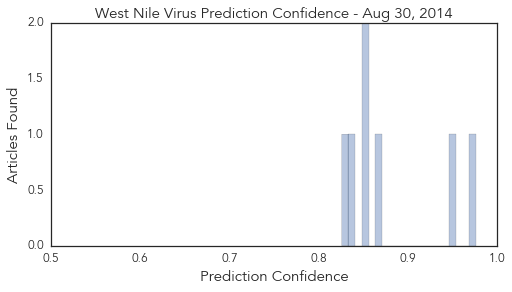 West Nile Virus Prediction Confidence - Aug 30, 2014
2.0
1.5
1.0
0.5
0.0
Articles Found
0.5 0.6 0.7 0.8 0.9 1.0
Prediction Confidence